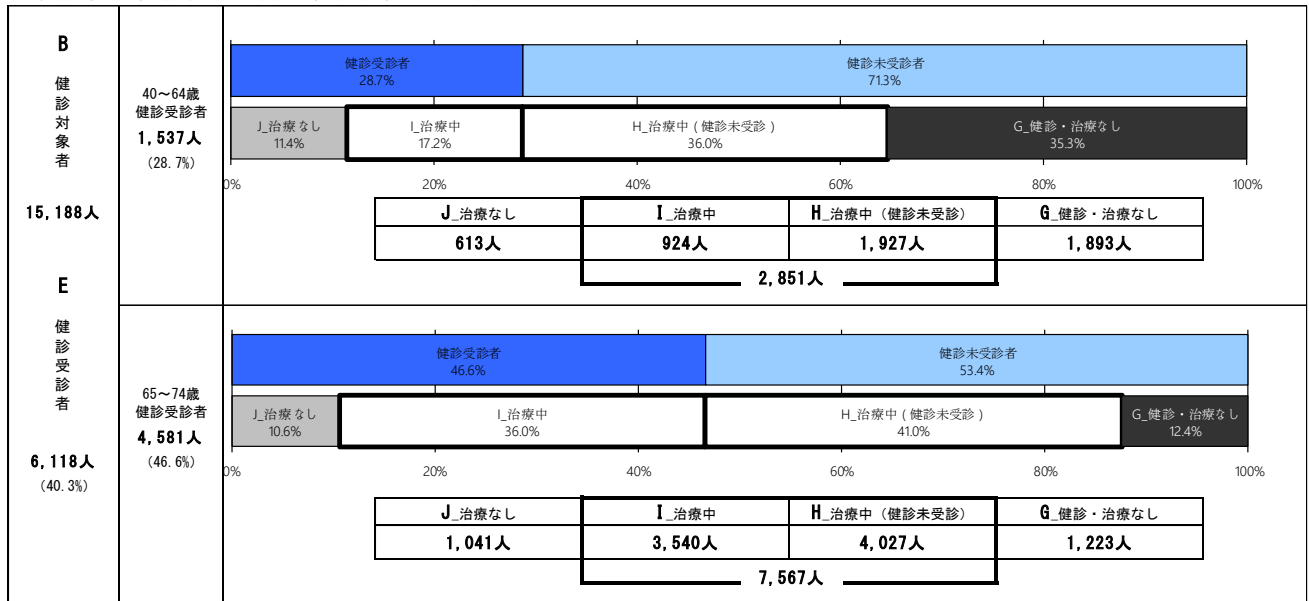 B
健診対象者
15,188人
E
健診受診者
6,118人
(40.3%)
40～64歳
健診受診者
1,537人
(28.7%)
健診受診者
28.7%
健診未受診者
71.3%
J_治療なし
11.4%
I_治療中
17.2%
H_治療中 ( 健診未受診 )
36.0%
G_健診・治療なし
35.3%
0% 20% 40% 60% 80% 100%
J_治療なし I_治療中 H_治療中（健診未受診） G_健診・治療なし
613人 924人 1,927人 1,893人
2,851人
65～74歳
健診受診者
4,581人
(46.6%)
健診受診者
46.6%
健診未受診者
53.4%
J_治療なし
10.6%
I_治療中
36.0%
H_治療中 ( 健診未受診 )
41.0%
G_健診・治療なし
12.4%
0% 20% 40% 60% 80% 100%
J_治療なし I_治療中 H_治療中（健診未受診） G_健診・治療なし
1,041人 3,540人 4,027人 1,223人
7,567人